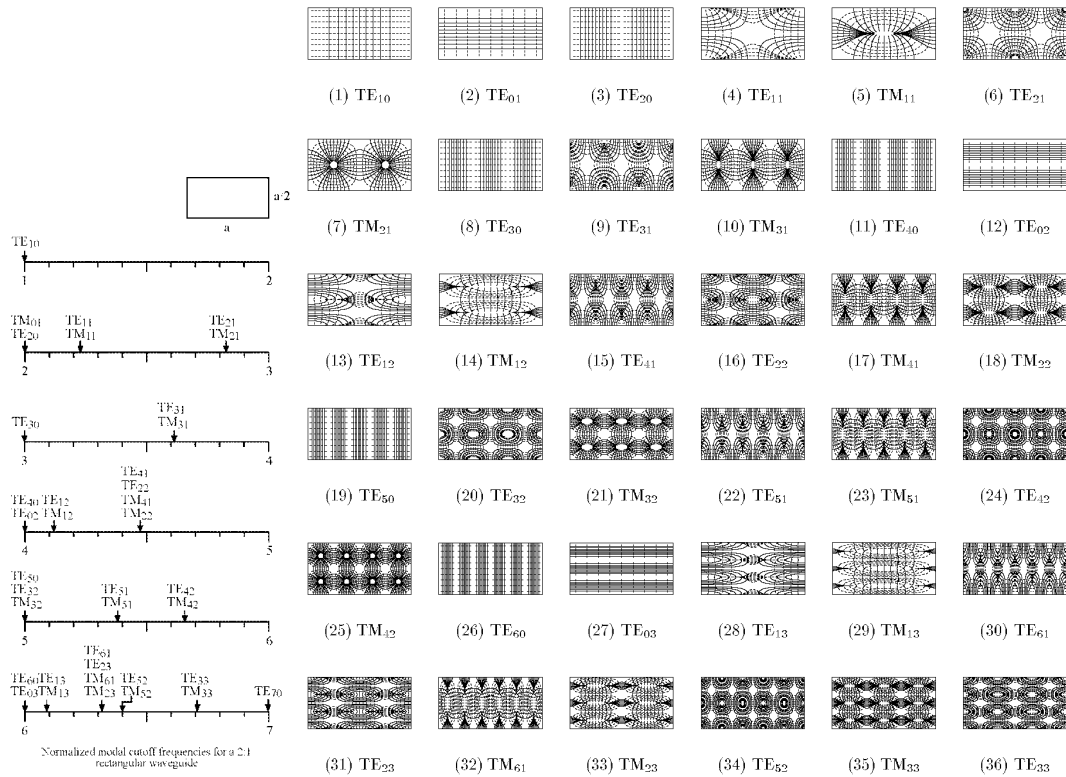 a/2
a
TE10
1 2
TM01 TE11 TE21
TE20 TM11 TM21
2 3
TE30 TE31
TM31
3 4
TE41
TE22
TE40 TE12 TM41
TE02 TM12 TM22
4 5
TE50
TE32 TE51 TE42
TM32 TM51 TM42
5 6
TE61
TE23
TE60 TE13 TM61 TE52 TE33
TE03 TM13 TM23 TM52 TM33 TE70
6 7
Normalized modal cutoff frequencies for a 2:1
rectangular waveguide
(1) TE10 (2) TE01 (3) TE20 (4) TE11 (5) TM11 (6) TE21
(7) TM21 (8) TE30 (9) TE31 (10) TM31 (11) TE40 (12) TE02
(13) TE12 (14) TM12 (15) TE41 (16) TE22 (17) TM41 (18) TM22
(19) TE50 (20) TE32 (21) TM32 (22) TE51 (23) TM51 (24) TE42
(25) TM42 (26) TE60 (27) TE03 (28) TE13 (29) TM13 (30) TE61
(31) TE23 (32) TM61 (33) TM23 (34) TE52 (35) TM33 (36) TE33